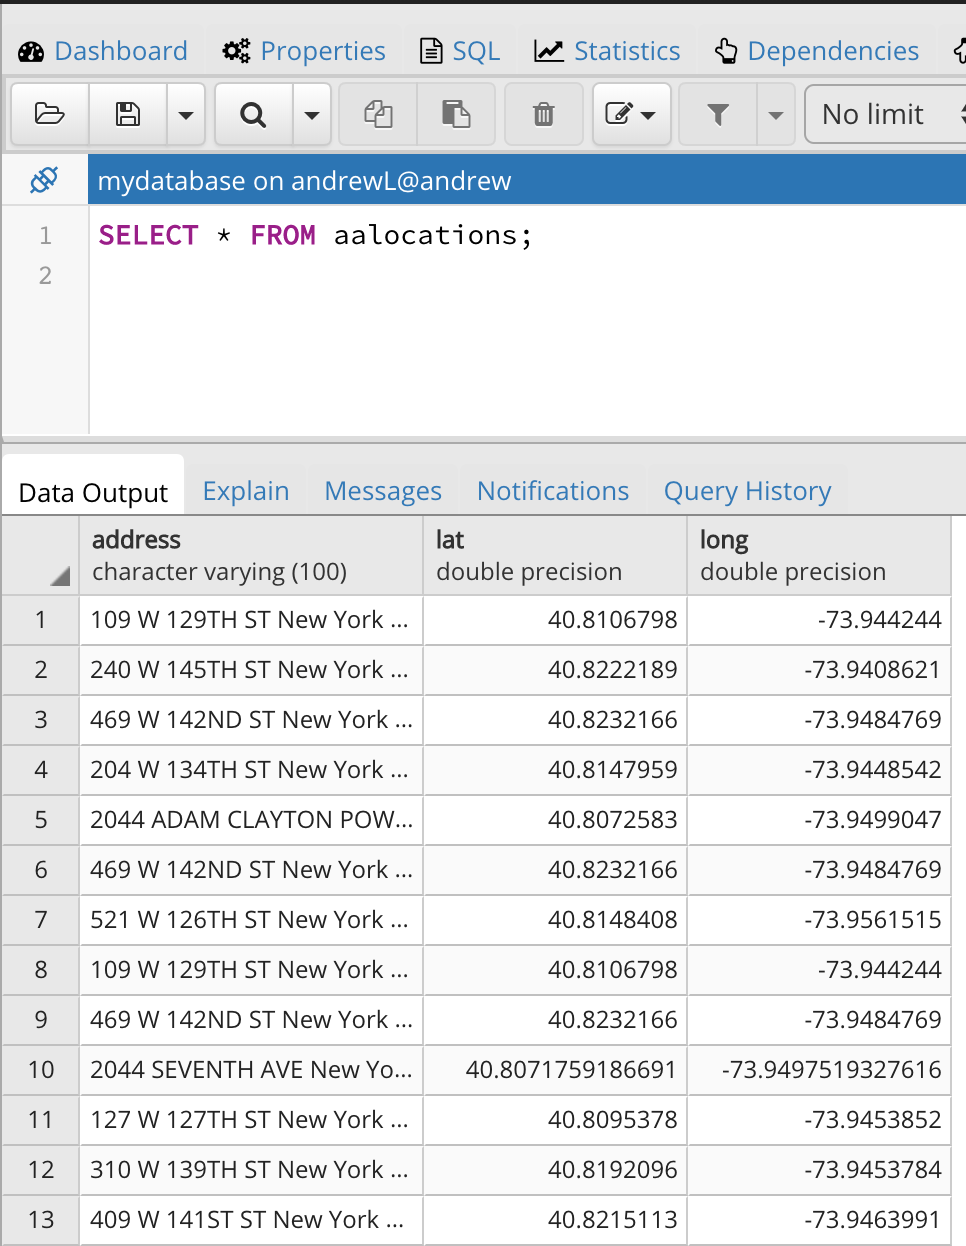 Dashboard Properties SQL Statistics Dependencies
No limit
mydatabase on andrewL@andrew
1 SELECT * FROM aalocations;
2
Data Output Explain Messages Notifications Query History
address lat long
character varying (100) double precision double precision
1 109 W 129TH ST New York ... 40.8106798 -73.944244
2 240 W 145TH ST New York ... 40.8222189 -73.9408621
3 469 W 142ND ST New York ... 40.8232166 -73.9484769
4 204 W 134TH ST New York ... 40.8147959 -73.9448542
5 2044 ADAM CLAYTON POW... 40.8072583 -73.9499047
6 469 W 142ND ST New York ... 40.8232166 -73.9484769
7 521 W 126TH ST New York ... 40.8148408 -73.9561515
8 109 W 129TH ST New York ... 40.8106798 -73.944244
9 469 W 142ND ST New York ... 40.8232166 -73.9484769
10 2044 SEVENTH AVE New Yo... 40.8071759186691 -73.9497519327616
11 127 W 127TH ST New York ... 40.8095378 -73.9453852
12 310 W 139TH ST New York ... 40.8192096 -73.9453784
13 409 W 141ST ST New York ... 40.8215113 -73.9463991